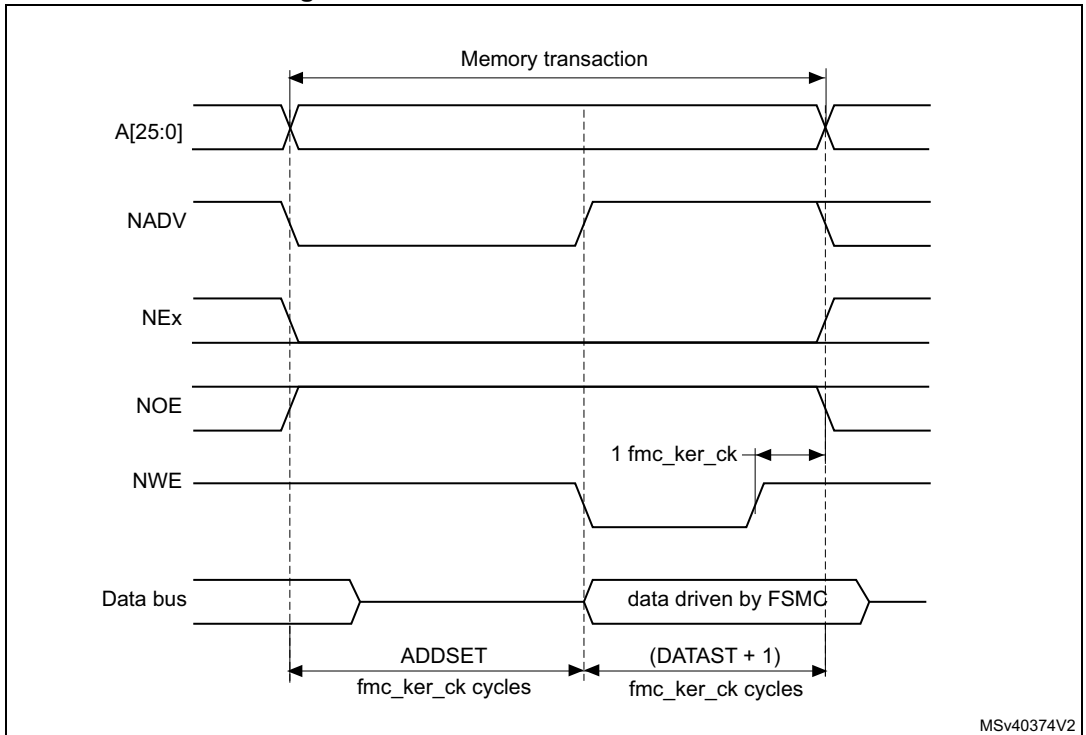 Memory transaction
A[25:0]
NADV
NEx
NOE
1 fmc_ker_ck
NWE
Data bus
data driven by FSMC
ADDSET
fmc_ker_ck cycles
(DATAST + 1)
fmc_ker_ck cycles
MSv40374V2